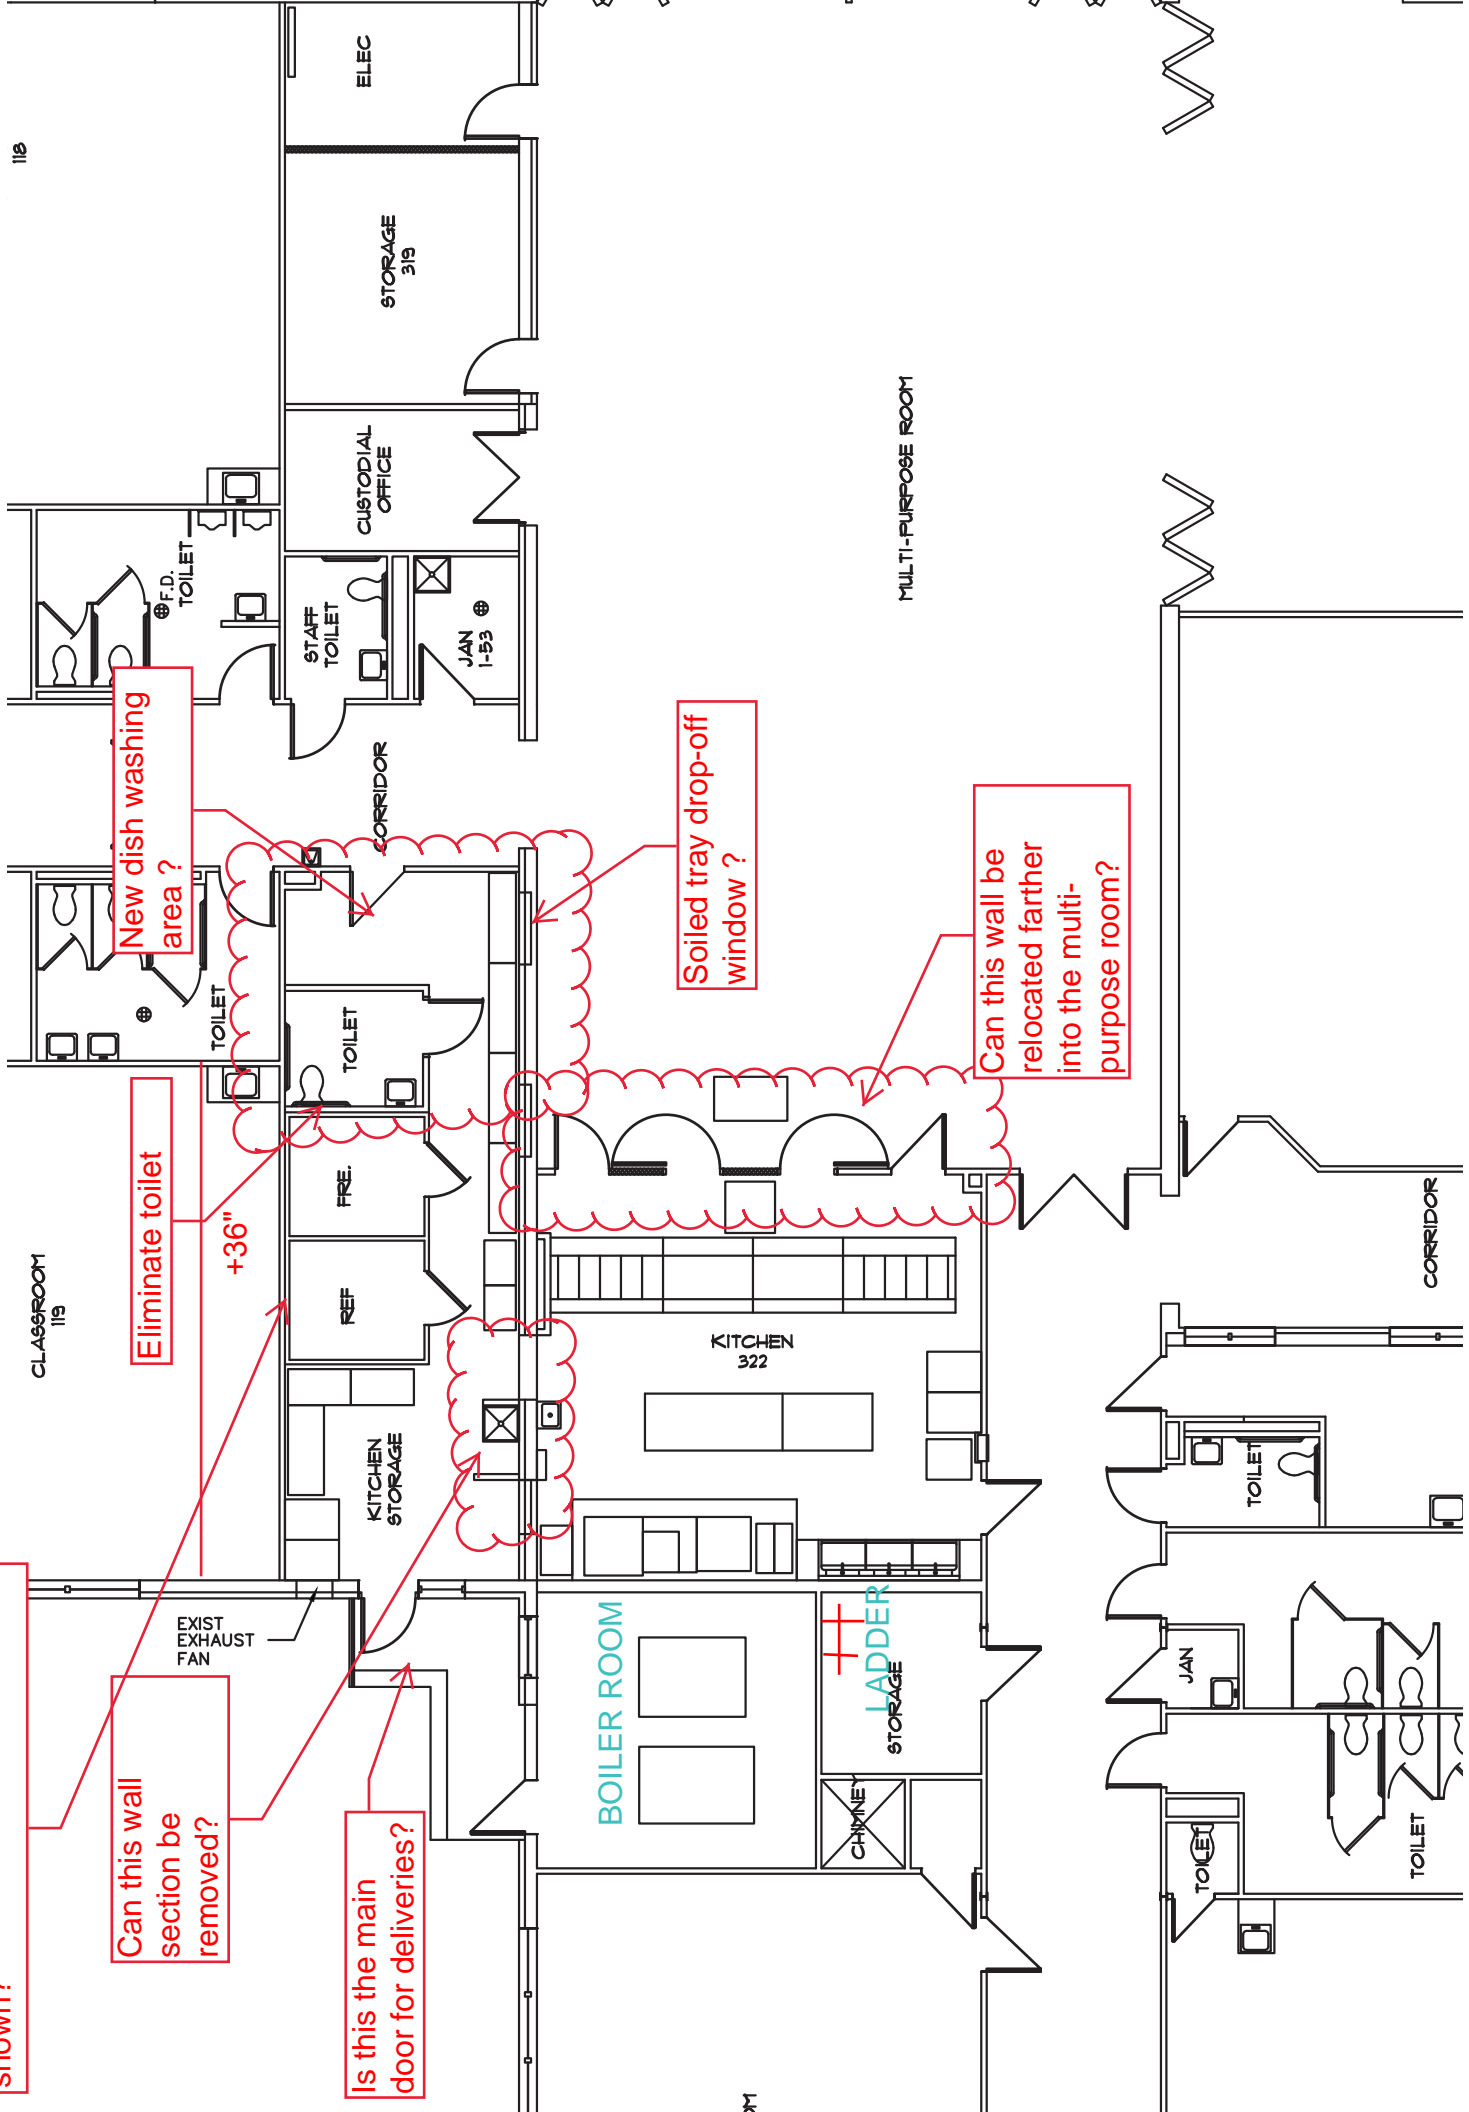 shown?
118
CLASSROOM
119
Can this wall
section be
removed?
Eliminate toilet
New dish washing
area ?
F.D.
TOILET
EXIST
EXHAUST
FAN
+36"
TOILET
STAFF
TOILET
Is this the main
door for deliveries?
KITCHEN
STORAGE
REF
FRE.
TOILET
CORRIDOR
CUSTODIAL
OFFICE
STORAGE
319
ELEC
JAN
1-53
BOILER ROOM
Soiled tray drop-off
window ?
KITCHEN
322
CHIMNEY
LADDER
STORAGE
MULTI-PURPOSE ROOM
Can this wall be
relocated farther
into the multi-
purpose room?
JAN
TOILET
TOILET
TOILET
CORRIDOR